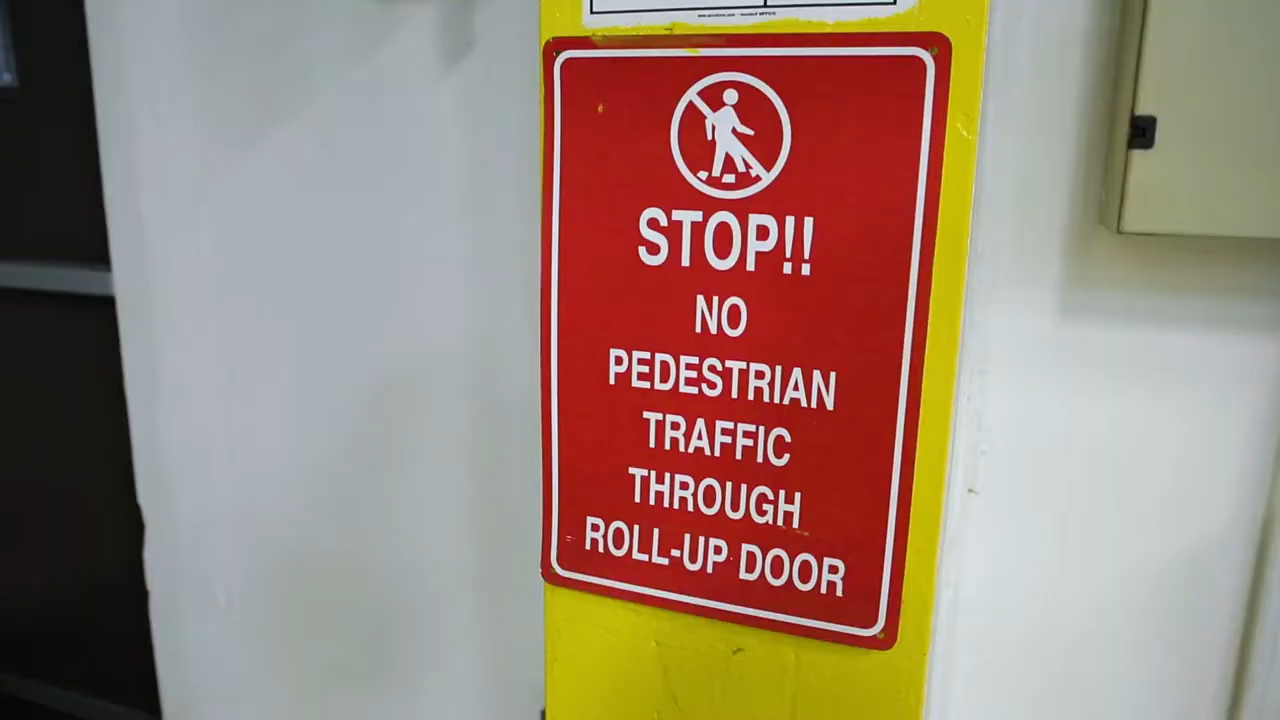 STOP!!
NO
PEDESTRIAN
TRAFFIC
THROUGH
ROLL-UP DOOR